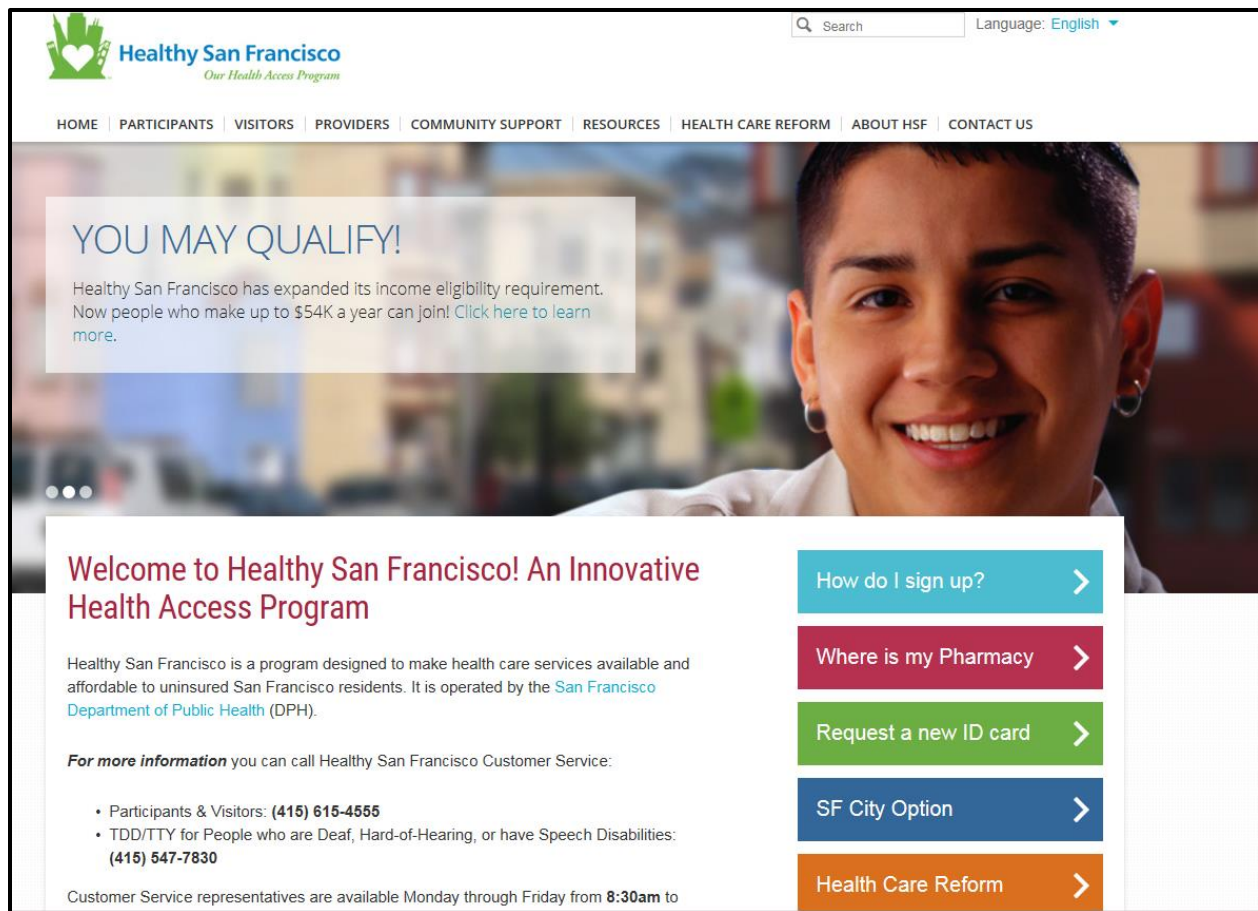 Healthy San Francisco
Our Health Access Program
Search
Language: English
HOME
PARTICIPANTS
VISITORS
PROVIDERS
COMMUNITY SUPPORT
RESOURCES
HEALTH CARE REFORM
ABOUT HSF
CONTACT US
YOU MAY QUALIFY!
Healthy San Francisco has expanded its income eligibility requirement.
Now people who make up to $54K a year can join! Click here to learn
more.
Welcome to Healthy San Francisco! An Innovative
Health Access Program
Healthy San Francisco is a program designed to make health care services available and
affordable to uninsured San Francisco residents. It is operated by the San Francisco
Department of Public Health (DPH).
For more information you can call Healthy San Francisco Customer Service:
• Participants & Visitors: (415) 615-4555
• TDD/TTY for People who are Deaf, Hard-of-Hearing, or have Speech Disabilities:
(415) 547-7830
Customer Service representatives are available Monday through Friday from 8:30am to
How do I sign up?
Where is my Pharmacy
Request a new ID card
SF City Option
Health Care Reform